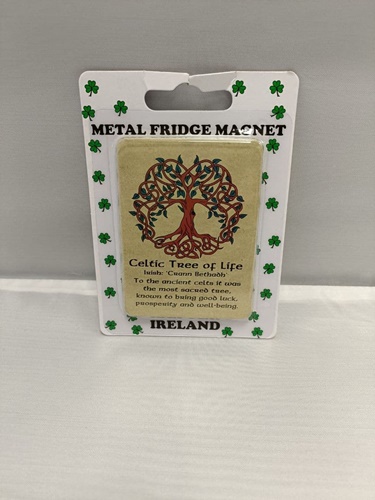 METAL FRIDGE MAGNET
Celtic Tree of Life
Irish: 'Crann Bethadh'
To the ancient celts it was
the most sacred tree,
known to bring good luck,
prosperity and well-being.
IRELAND